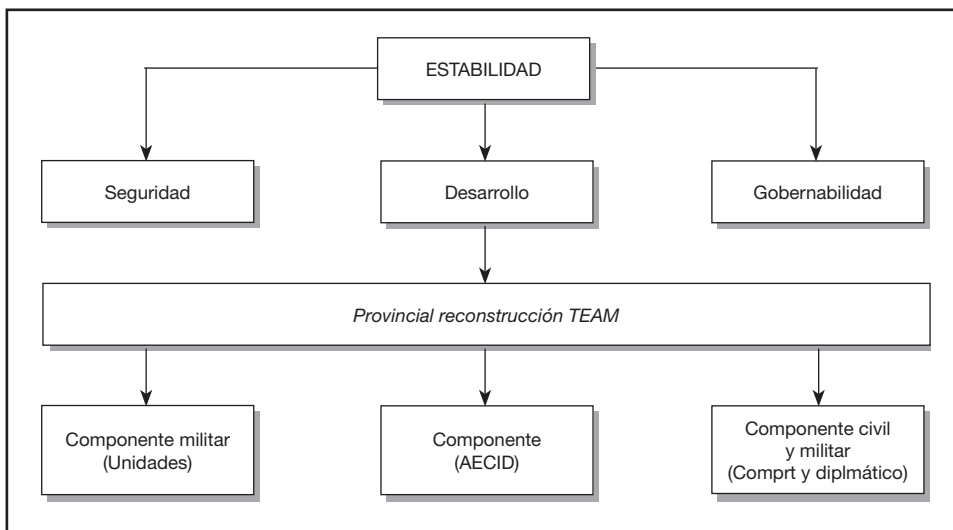 ESTABILIDAD
Seguridad
Desarrollo
Gobernabilidad
Provincial reconstrucción TEAM
Componente militar
(Unidades)
Componente
(AECID)
Componente civil
y militar
(Comprt y diplmático)